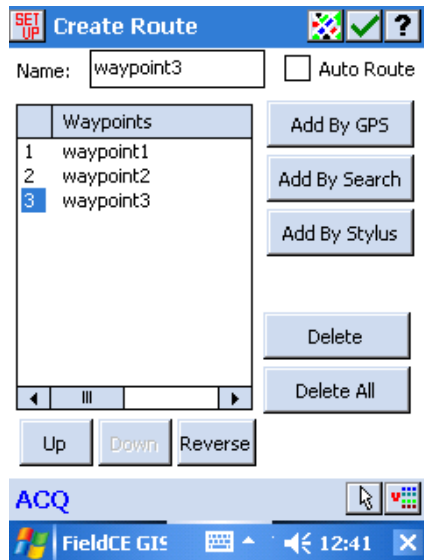 SET UP Create Route ?
Name: waypoint3 Auto Route
Waypoints
1 waypoint1
2 waypoint2
3 waypoint3
Add By GPS
Add By Search
Add By Stylus
Delete
Delete All
Up Down Reverse
ACQ
FieldCE GIS 12:41